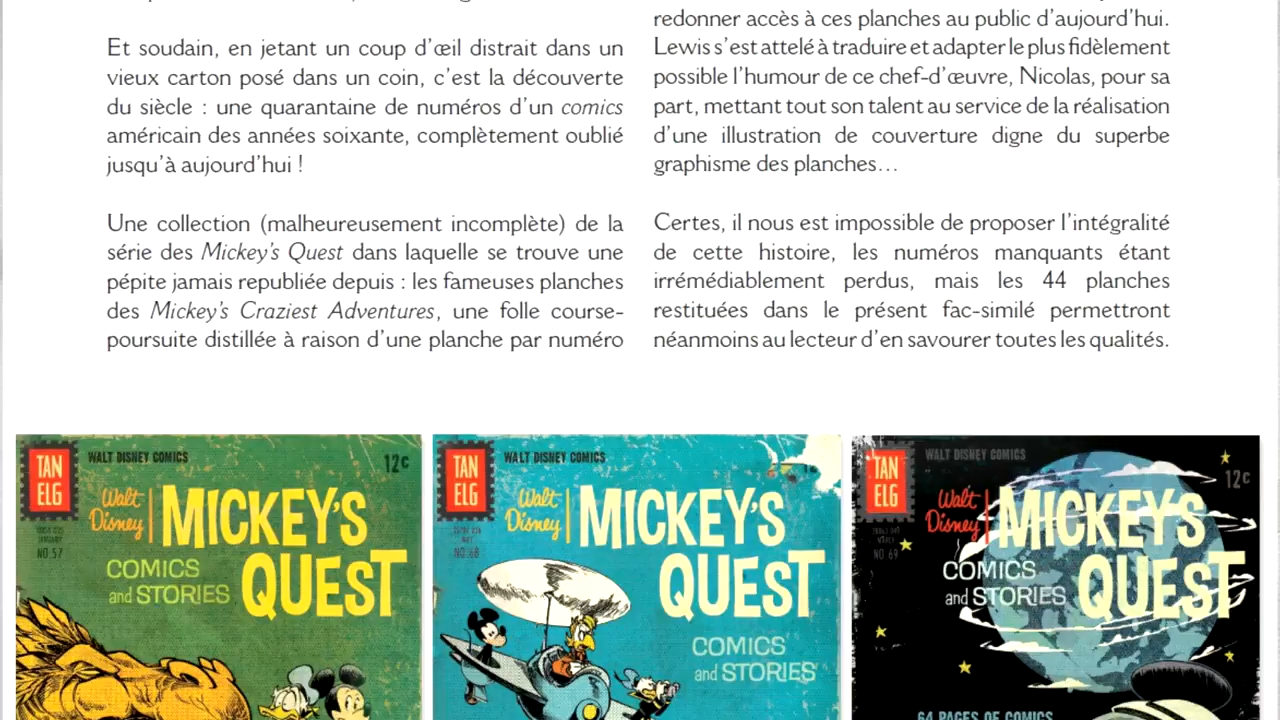 Et soudain, en jetant un coup d’œil distrait dans un
vieux carton posé dans un coin, c’est la découverte
du siècle : une quarantaine de numéros d’un comics
américain des années soixante, complètement oublié
jusqu’à aujourd’hui !
Une collection (malheureusement incomplète) de la
série des Mickey’s Quest dans laquelle se trouve une
pépite jamais republiée depuis : les fameuses planches
des Mickey’s Craziest Adventures, une folle course-
poursuite distillée à raison d’une planche par numéro
redonner accès à ces planches au public d’aujourd’hui.
Lewis s’est attelé à traduire et adapter le plus fidèlement
possible l’humour de ce chef-d’œuvre, Nicolas, pour sa
part, mettant tout son talent au service de la réalisation
d’une illustration de couverture digne du superbe
graphisme des planches…
Certes, il nous est impossible de proposer l’intégralité
de cette histoire, les numéros manquants étant
irrémédiablement perdus, mais les 44 planches
restituées dans le présent fac-similé permettront
néanmoins au lecteur d’en savourer toutes les qualités.
TAN
ELG
WALT DISNEY COMICS
12c
Walt
Disney
MICKEY’S
QUEST
COMICS
and STORIES
NO.57
TAN
ELG
WALT DISNEY COMICS
Walt
Disney
MICKEY’S
QUEST
COMICS
and STORIES
NO.68
TAN
ELG
WALT DISNEY COMICS
12c
Walt
Disney
MICKEY’S
QUEST
COMICS
and STORIES
NO 69
64 PAGES OF COMICS